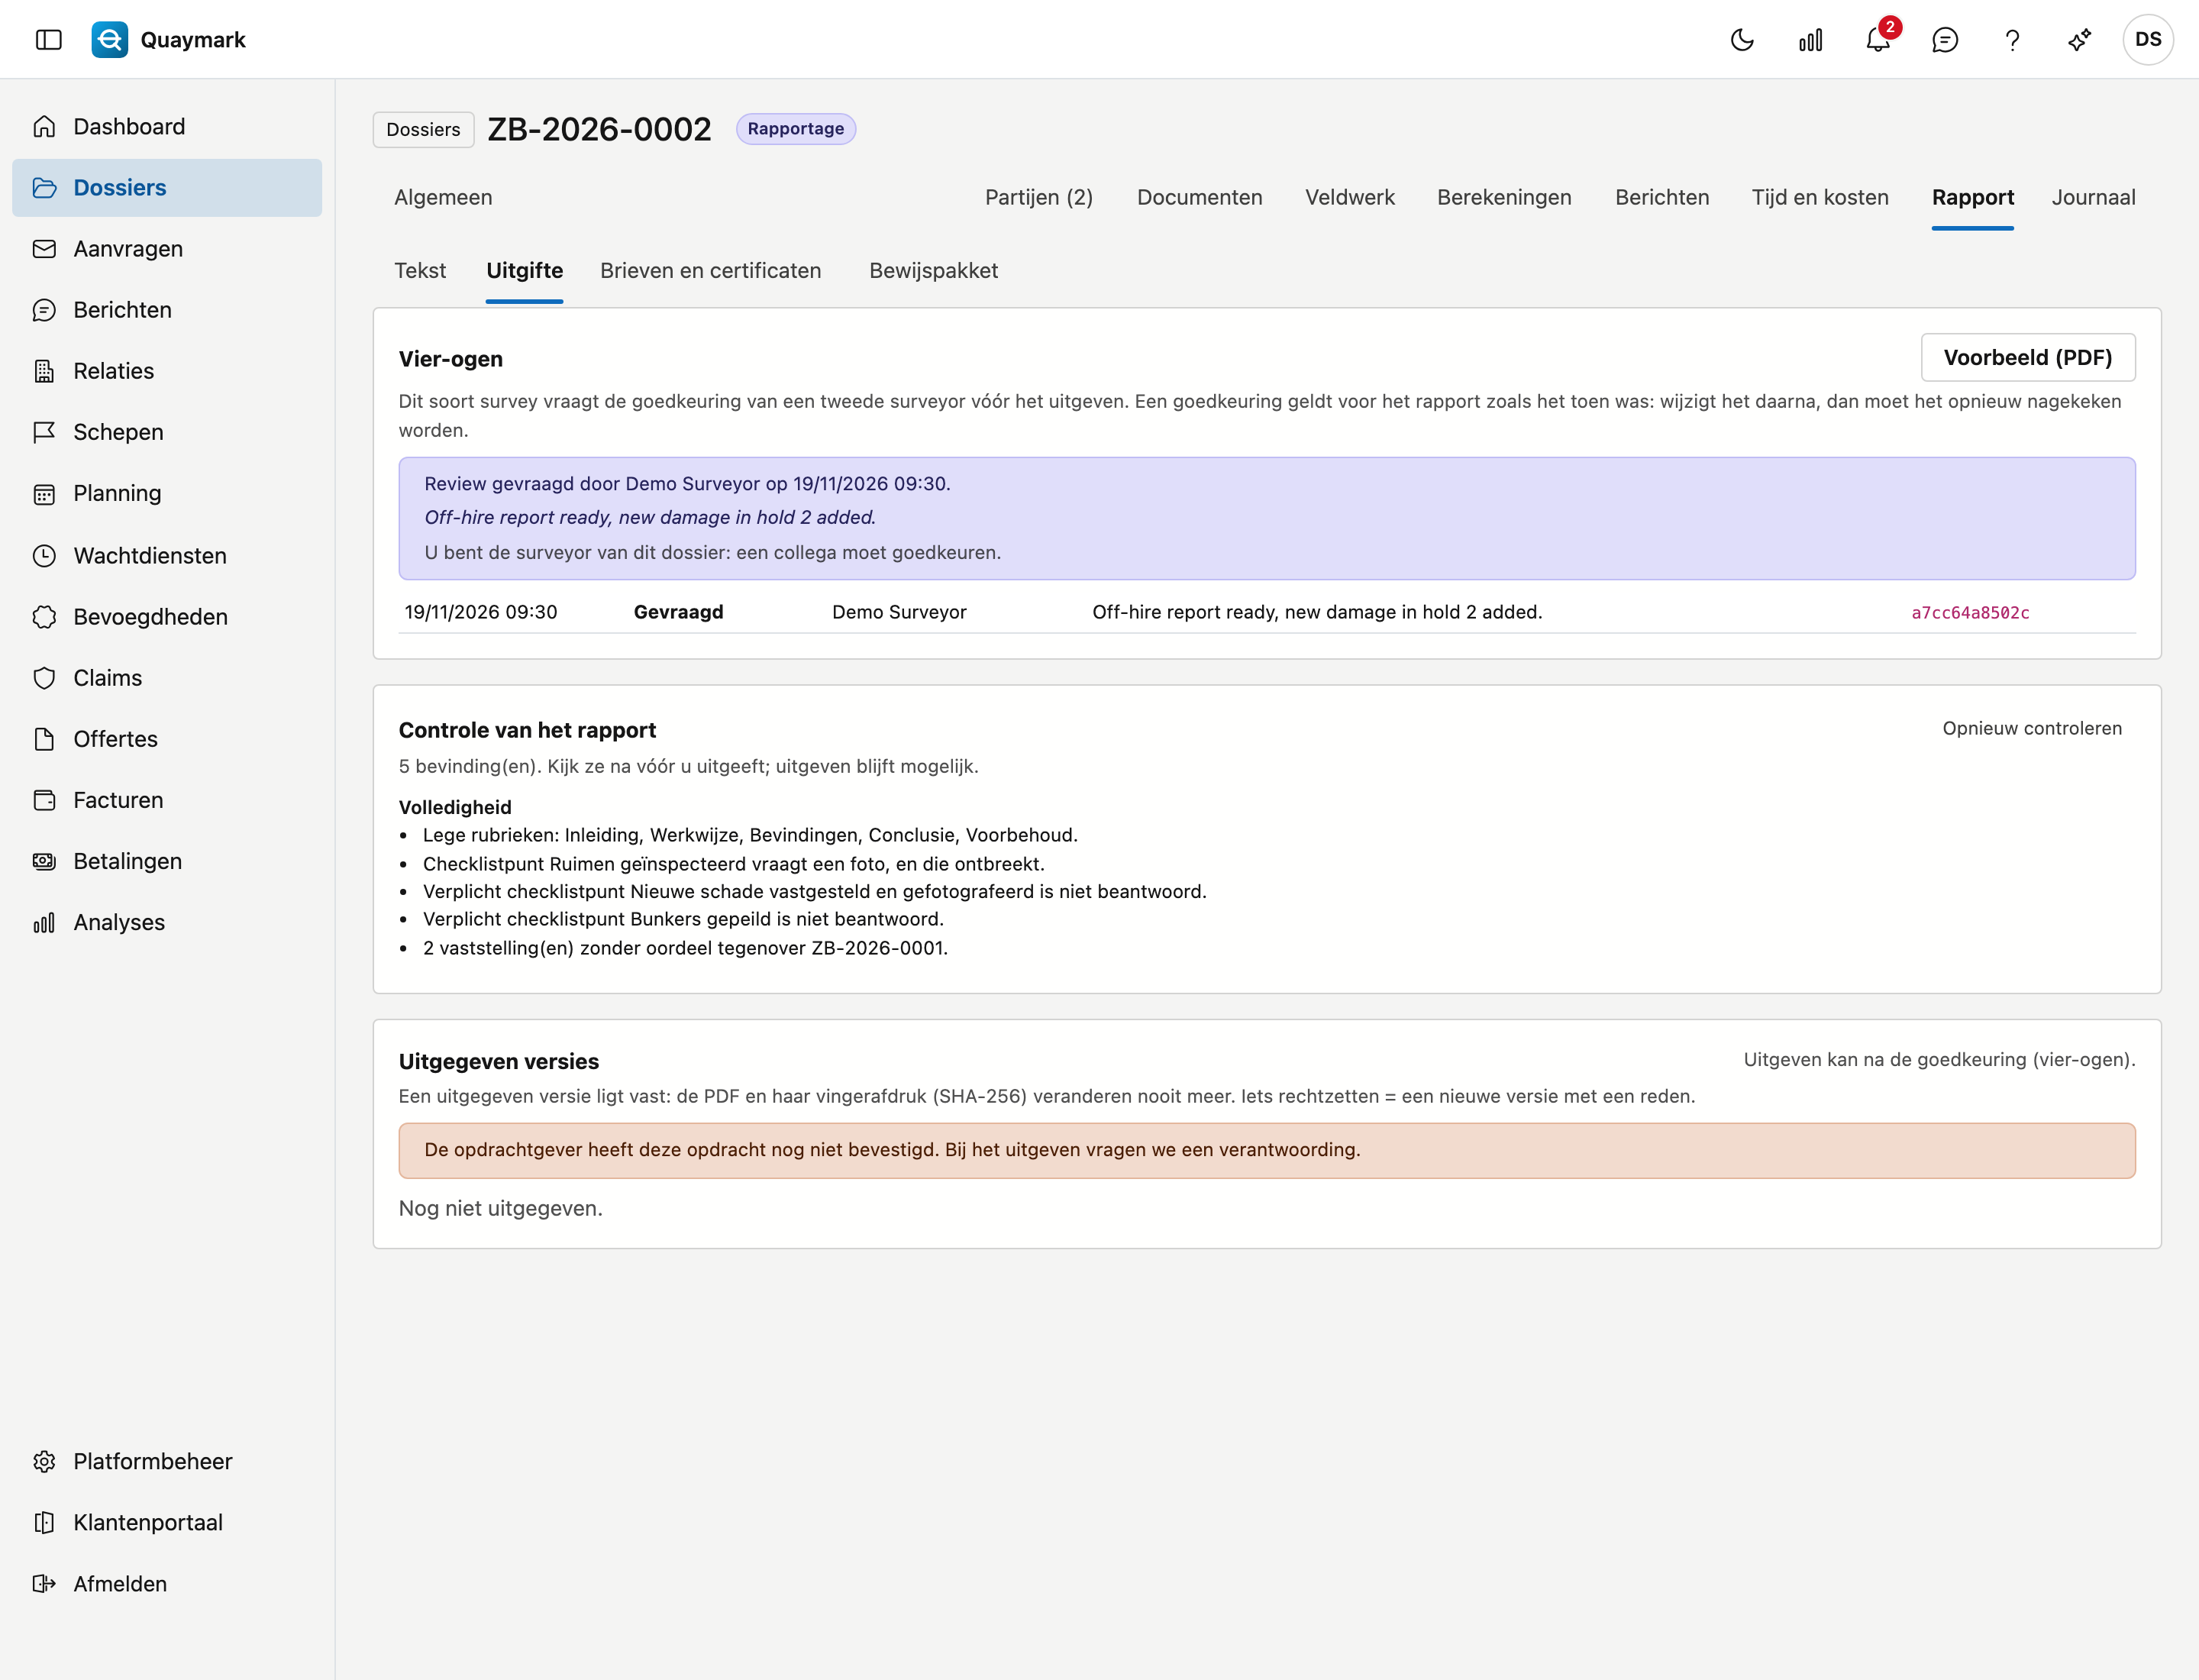 Quaymark
2
DS
Dashboard
Dossiers
Aanvragen
Berichten
Relaties
Schepen
Planning
Wachtdiensten
Bevoegdheden
Claims
Offertes
Facturen
Betalingen
Analyses
Platformbeheer
Klantenportaal
Afmelden
Dossiers ZB-2026-0002 Rapportage
Algemeen Partijen (2) Documenten Veldwerk Berekeningen Berichten Tijd en kosten Rapport Journaal
Tekst Uitgifte Brieven en certificaten Bewijspakket
Vier-ogen Voorbeeld (PDF)
Dit soort survey vraagt de goedkeuring van een tweede surveyor vóór het uitgeven. Een goedkeuring geldt voor het rapport zoals het toen was: wijzigt het daarna, dan moet het opnieuw nagekeken
worden.
Review gevraagd door Demo Surveyor op 19/11/2026 09:30.
Off-hire report ready, new damage in hold 2 added.
U bent de surveyor van dit dossier: een collega moet goedkeuren.
19/11/2026 09:30 Gevraagd Demo Surveyor Off-hire report ready, new damage in hold 2 added. a7cc64a8502c
Controle van het rapport Opnieuw controleren
5 bevinding(en). Kijk ze na vóór u uitgeeft; uitgeven blijft mogelijk.
Volledigheid
• Lege rubrieken: Inleiding, Werkwijze, Bevindingen, Conclusie, Voorbehoud.
• Checklistpunt Ruimen geïnspecteerd vraagt een foto, en die ontbreekt.
• Verplicht checklistpunt Nieuwe schade vastgesteld en gefotografeerd is niet beantwoord.
• Verplicht checklistpunt Bunkers gepeild is niet beantwoord.
• 2 vaststelling(en) zonder oordeel tegenover ZB-2026-0001.
Uitgegeven versies Uitgeven kan na de goedkeuring (vier-ogen).
Een uitgegeven versie ligt vast: de PDF en haar vingerafdruk (SHA-256) veranderen nooit meer. Iets rechtzetten = een nieuwe versie met een reden.
De opdrachtgever heeft deze opdracht nog niet bevestigd. Bij het uitgeven vragen we een verantwoording.
Nog niet uitgegeven.